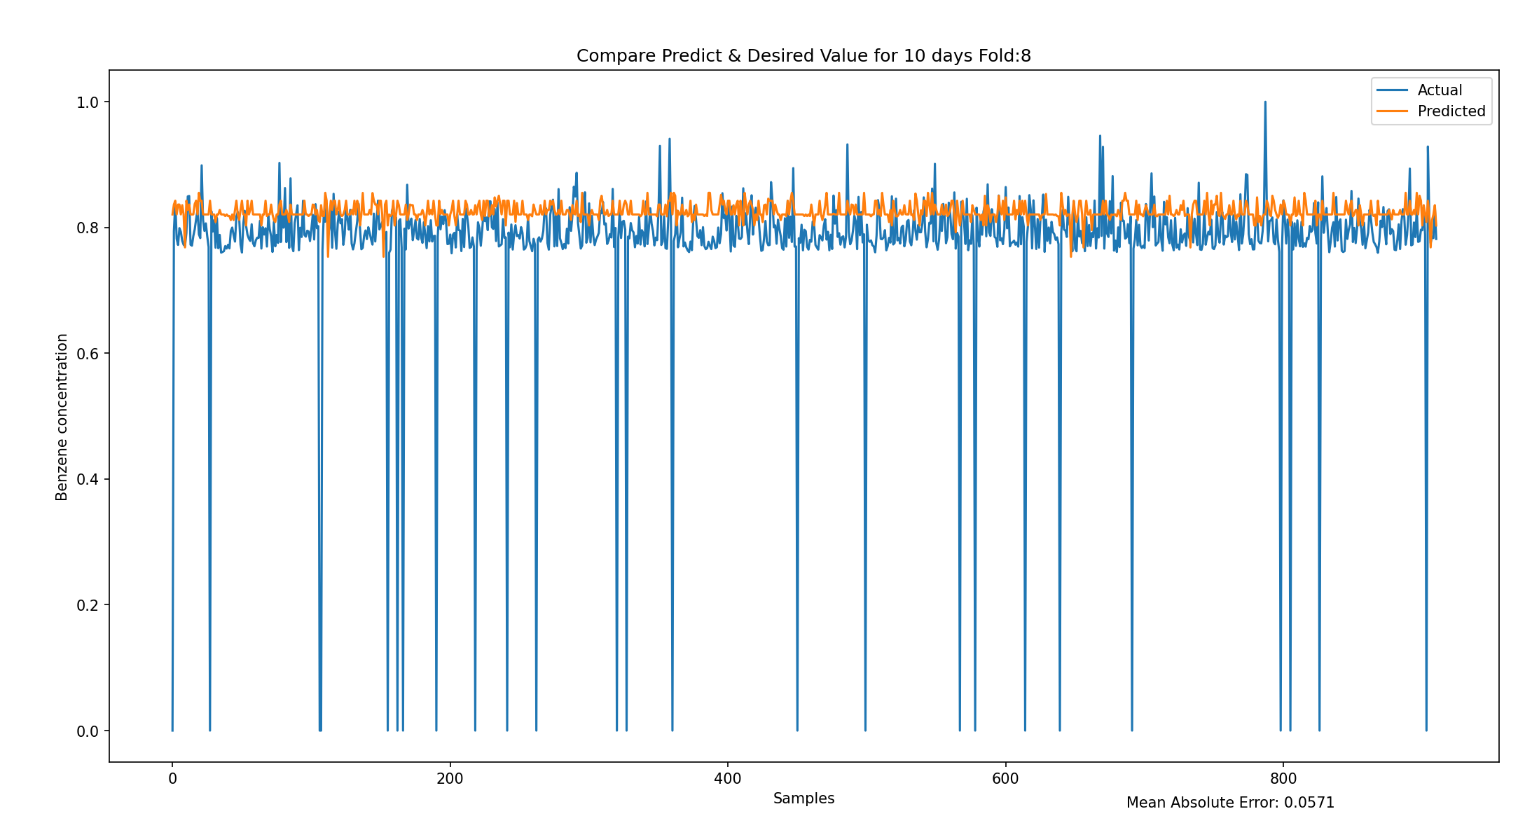 Compare Predict & Desired Value for 10 days Fold:8
Actual
Predicted
1.0
0.8
0.6
0.4
0.2
0.0
Benzene concentration
0 200 400 600 800
Samples
Mean Absolute Error: 0.0571